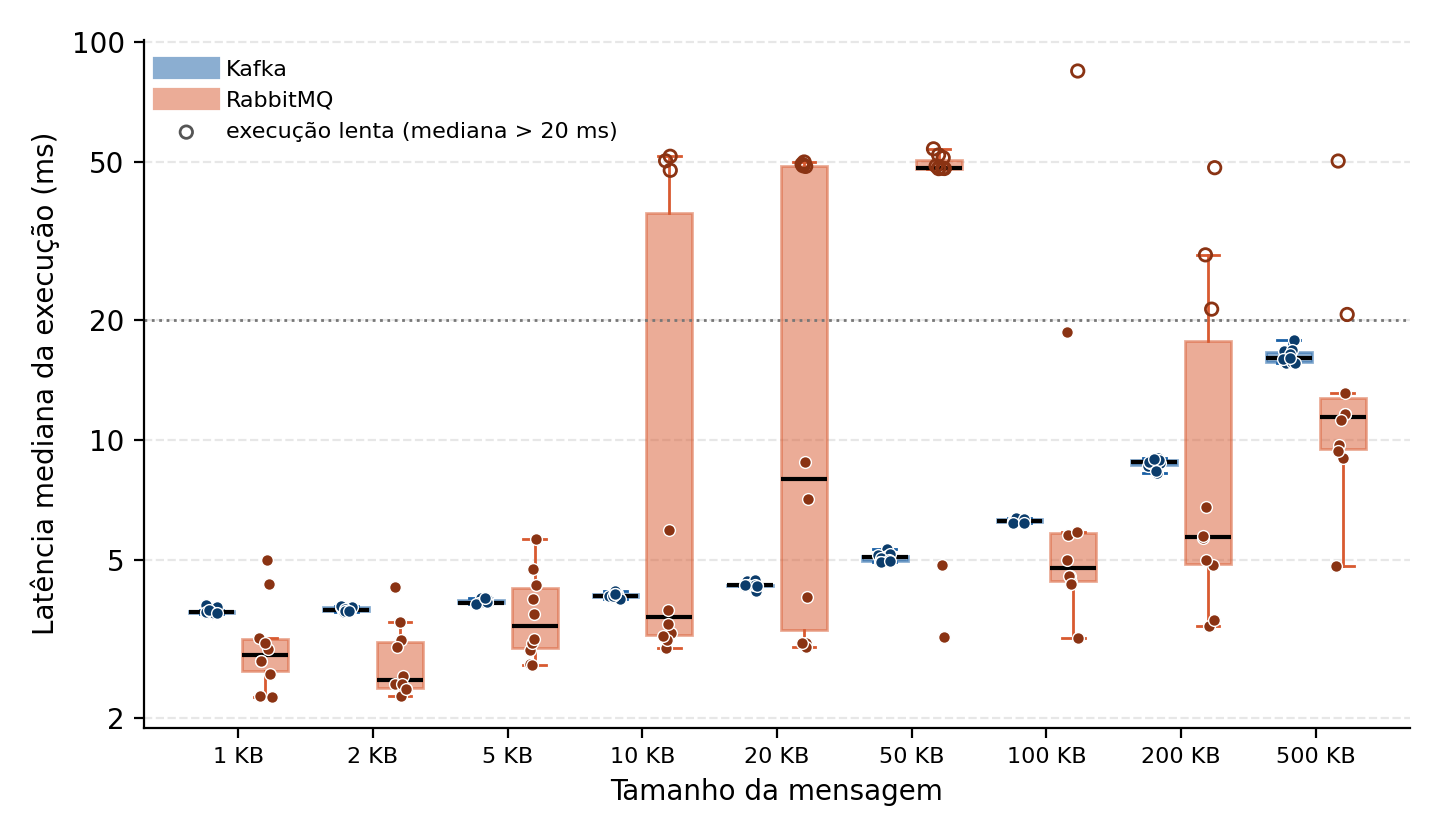 Kafka
RabbitMQ
execução lenta (mediana > 20 ms)
Latência mediana da execução (ms)
100
50
20
10
5
2
1 KB
2 KB
5 KB
10 KB
20 KB
50 KB
100 KB
200 KB
500 KB
Tamanho da mensagem